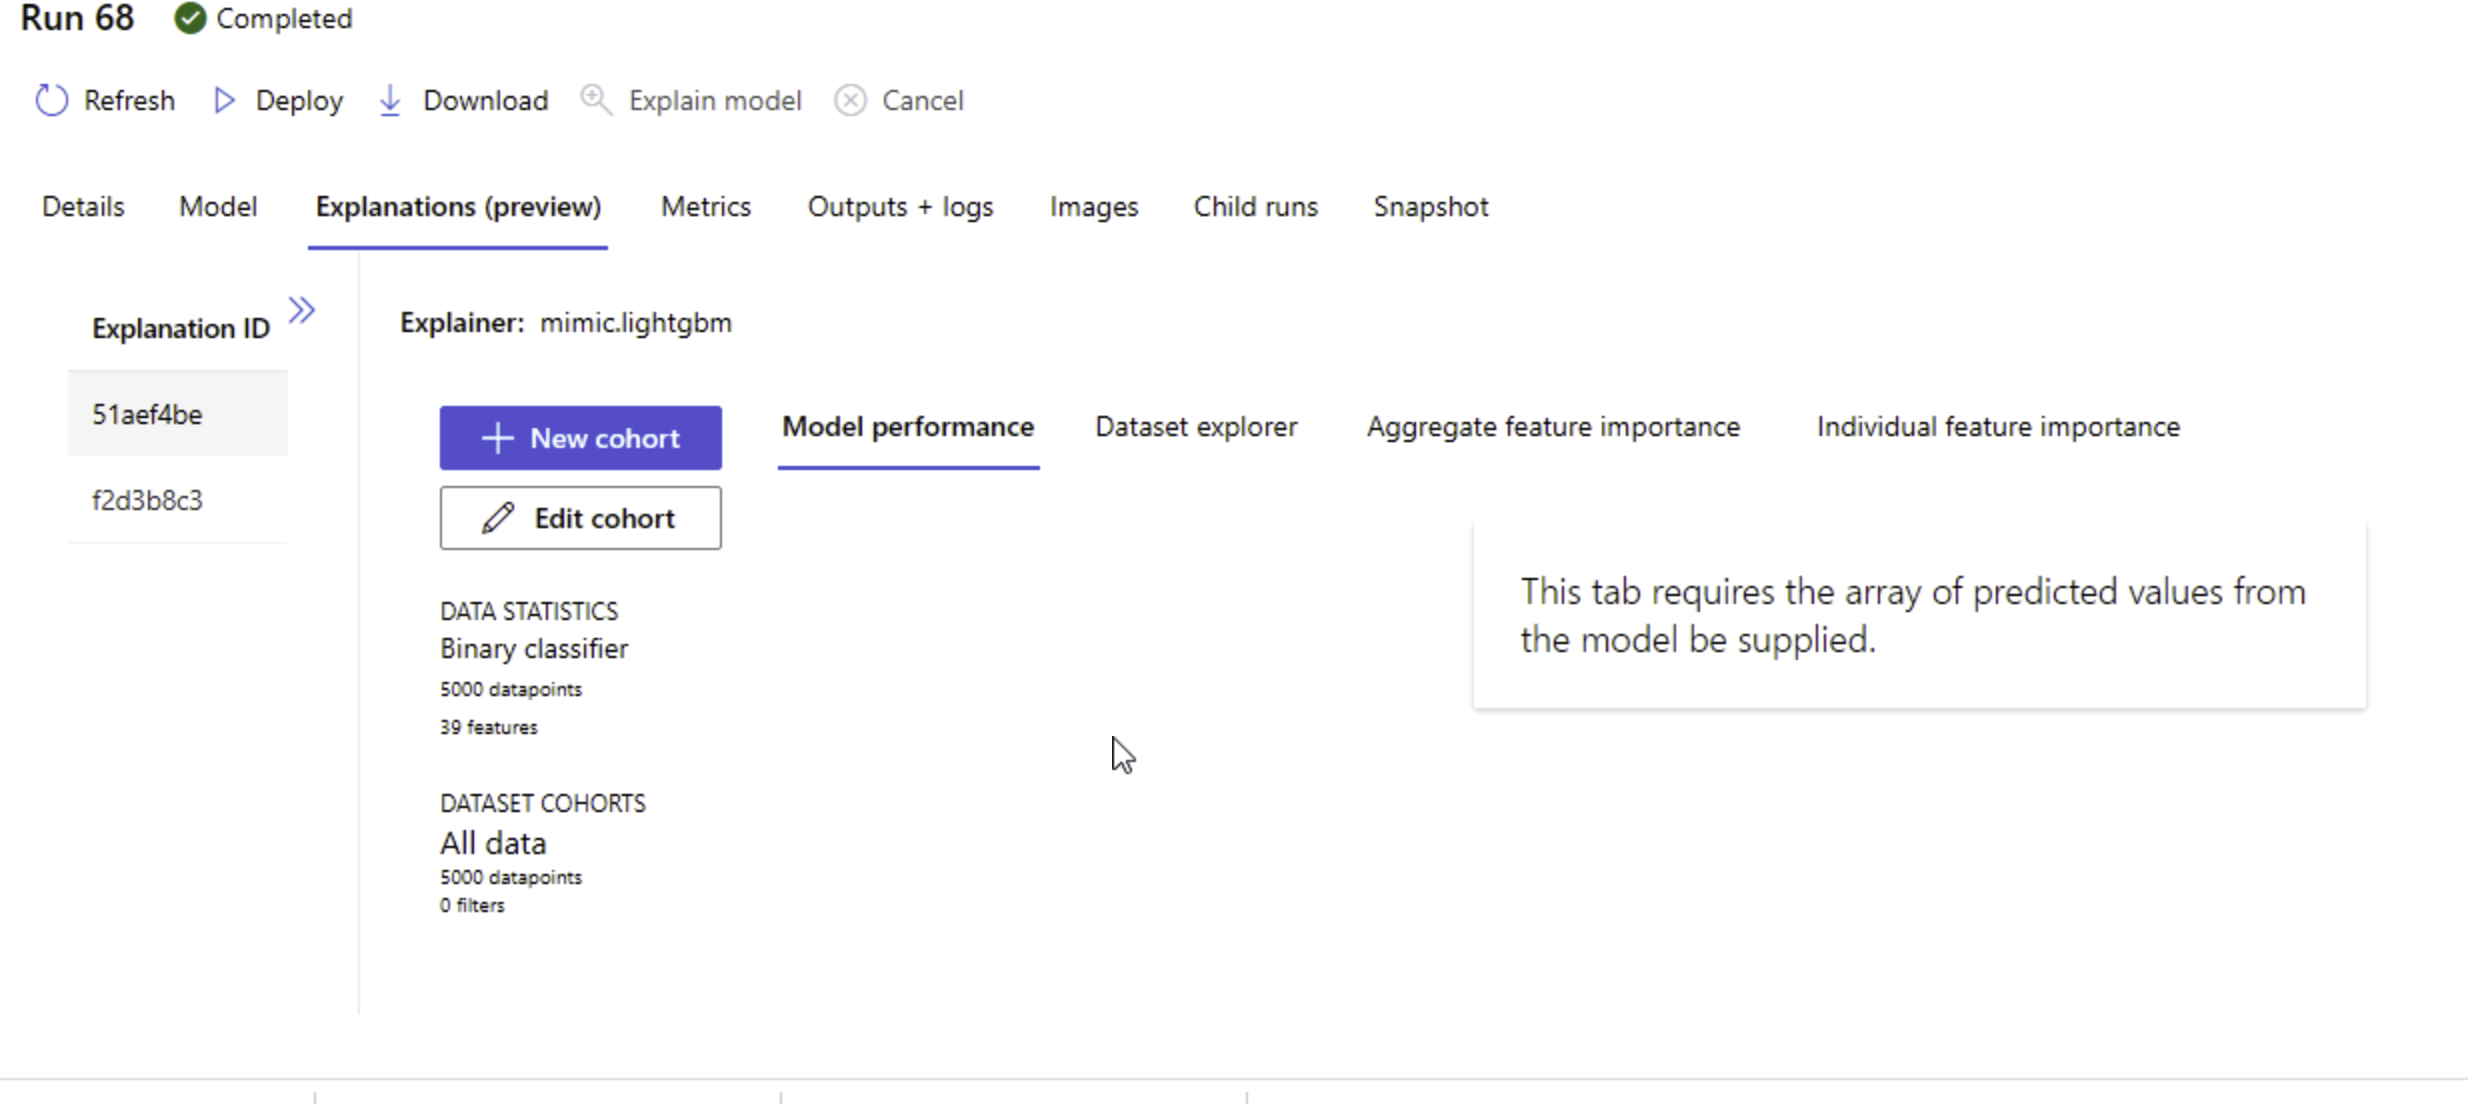 Run 68 Completed
Refresh Deploy Download Explain model Cancel
Details Model Explanations (preview) Metrics Outputs + logs Images Child runs Snapshot
Explanation ID
51aef4be
f2d3b8c3
Explainer: mimic.lightgbm
New cohort
Edit cohort
Model performance Dataset explorer Aggregate feature importance Individual feature importance
DATA STATISTICS
Binary classifier
5000 datapoints
39 features
DATASET COHORTS
All data
5000 datapoints
0 filters
This tab requires the array of predicted values from
the model be supplied.